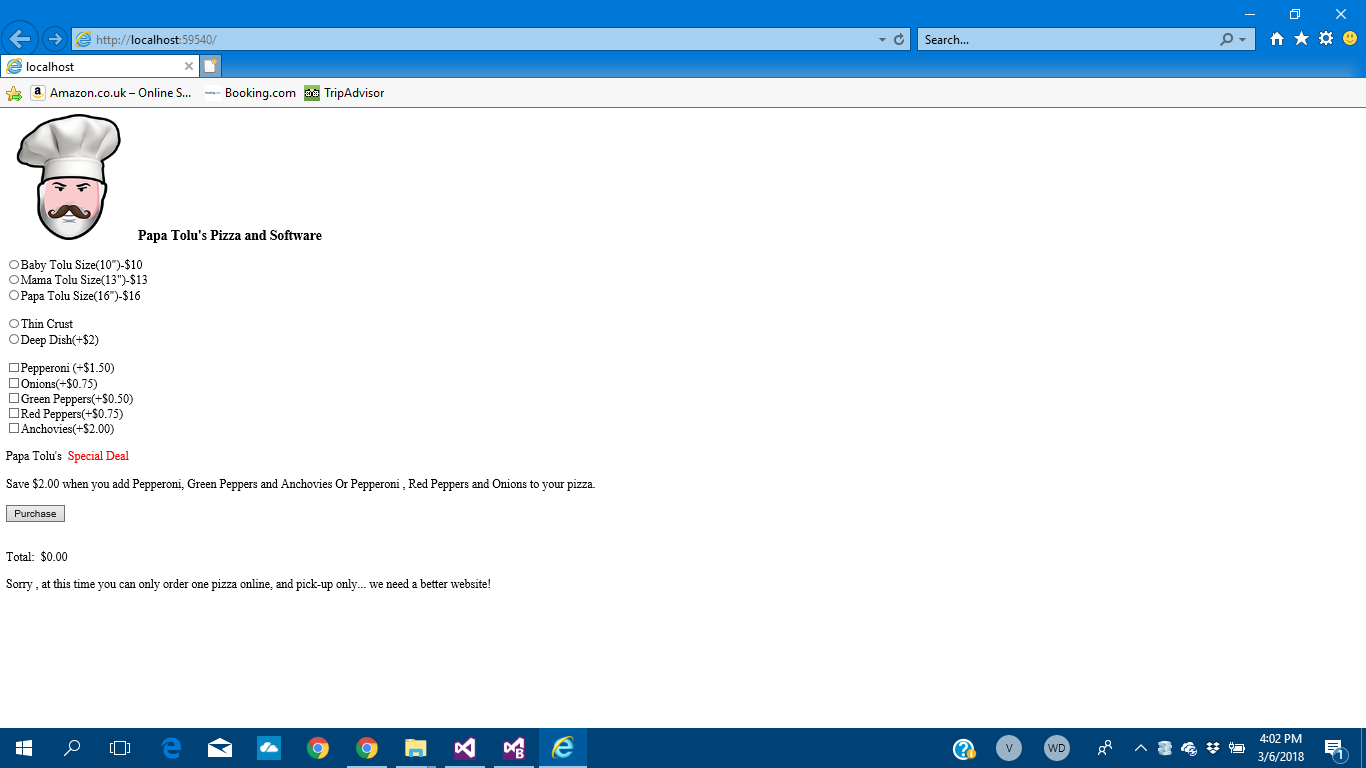 http://localhost:59540/
Search...
localhost
Amazon.co.uk – Online S... Booking.com TripAdvisor
Papa Tolu's Pizza and Software
Baby Tolu Size(10")-$10
Mama Tolu Size(13")-$13
Papa Tolu Size(16")-$16
Thin Crust
Deep Dish(+$2)
Pepperoni (+$1.50)
Onions(+$0.75)
Green Peppers(+$0.50)
Red Peppers(+$0.75)
Anchovies(+$2.00)
Papa Tolu's Special Deal
Save $2.00 when you add Pepperoni, Green Peppers and Anchovies Or Pepperoni , Red Peppers and Onions to your pizza.
Purchase
Total: $0.00
Sorry , at this time you can only order one pizza online, and pick-up only... we need a better website!
V WD 4:02 PM
3/6/2018 1